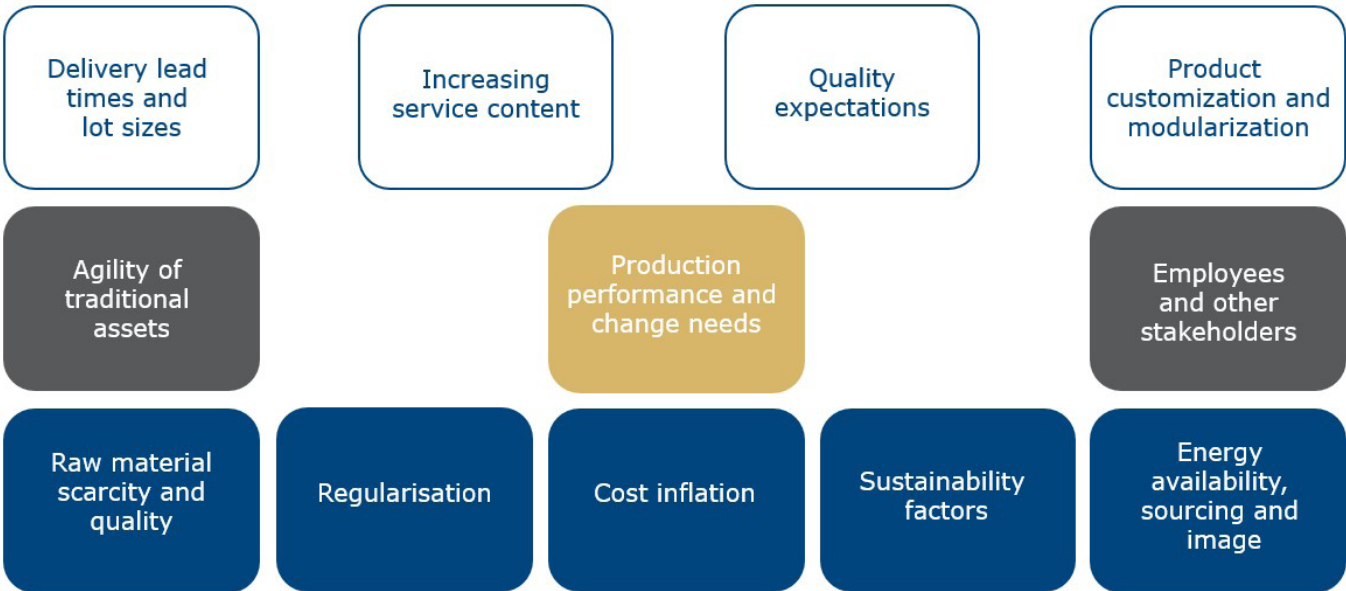 Delivery lead
times and
lot sizes
Increasing
service content
Quality
expectations
Product
customization and
modularization
Agility of
traditional
assets
Production
performance and
change needs
Employees
and other
stakeholders
Raw material
scarcity and
quality
Regularisation
Cost inflation
Sustainability
factors
Energy
availability,
sourcing and
image